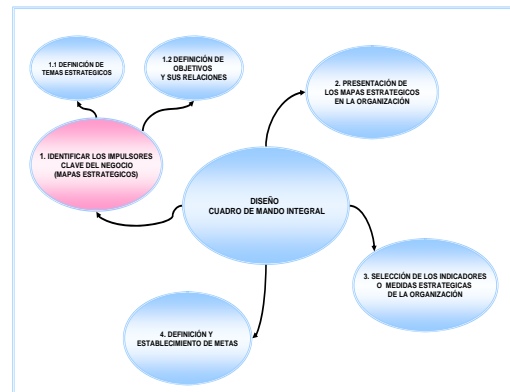 1.1 DEFINICIÓN DE
TEMAS ESTRATEGICOS
1.2 DEFINICIÓN DE
OBJETIVOS
Y SUS RELACIONES
2. PRESENTACIÓN DE
LOS MAPAS ESTRATEGICOS
EN LA ORGANIZACIÓN
1. IDENTIFICAR LOS IMPULSORES
CLAVE DEL NEGOCIO
(MAPAS ESTRATEGICOS)
DISEÑO
CUADRO DE MANDO INTEGRAL
3. SELECCIÓN DE LOS INDICADORES
O MEDIDAS ESTRATEGICAS
DE LA ORGANIZACIÓN
4. DEFINICIÓN Y
ESTABLECIMIENTO DE METAS